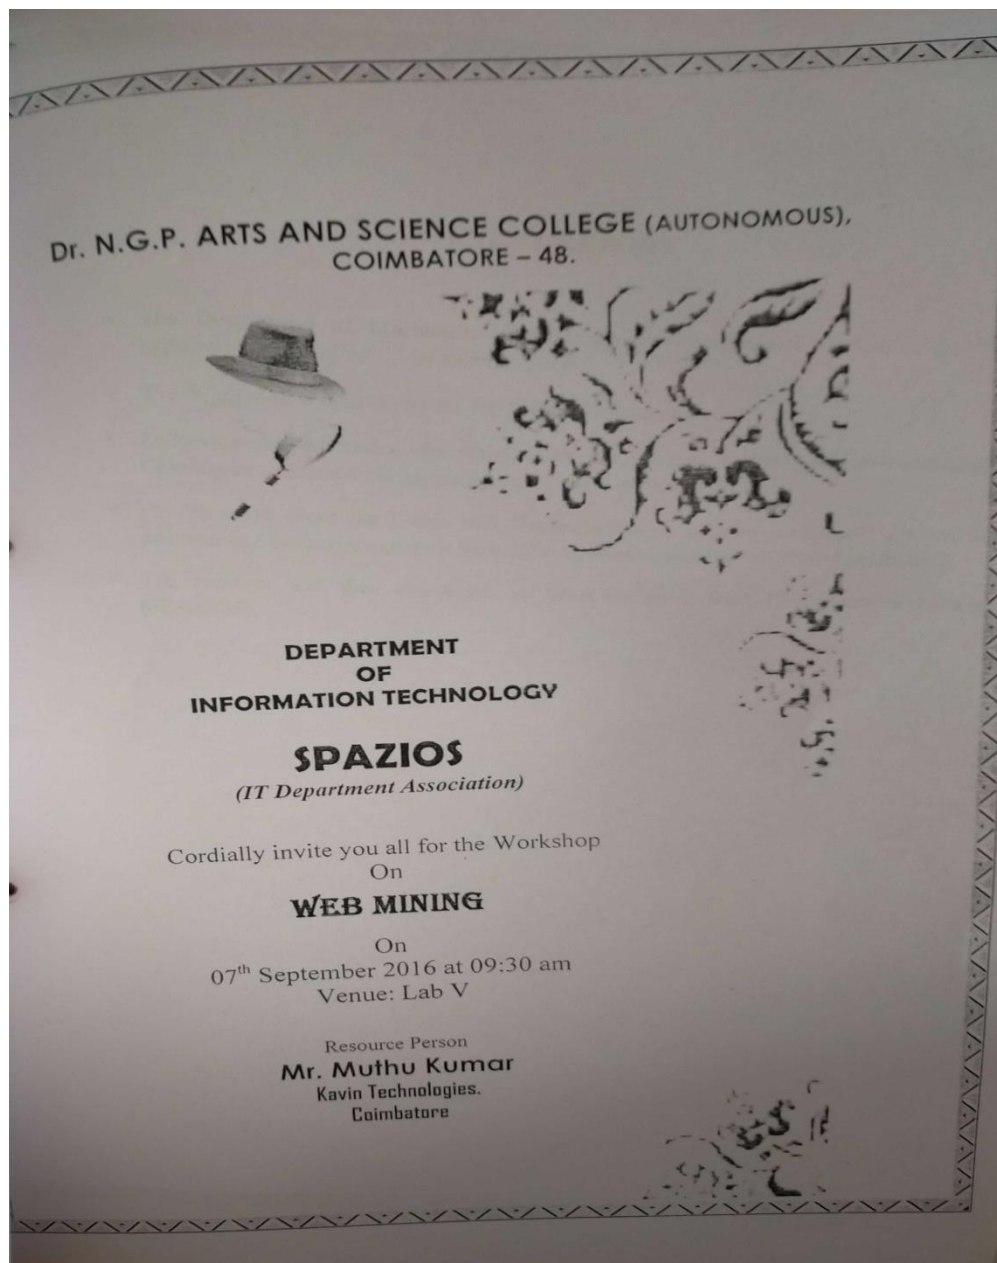 Dr. N.G.P. ARTS AND SCIENCE COLLEGE (AUTONOMOUS),
COIMBATORE – 48.
DEPARTMENT
OF
INFORMATION TECHNOLOGY
SPAZIOS
(IT Department Association)
Cordially invite you all for the Workshop
On
WEB MINING
On
07th September 2016 at 09:30 am
Venue: Lab V
Resource Person
Mr. Muthu Kumar
Kavin Technologies.
Coimbatore